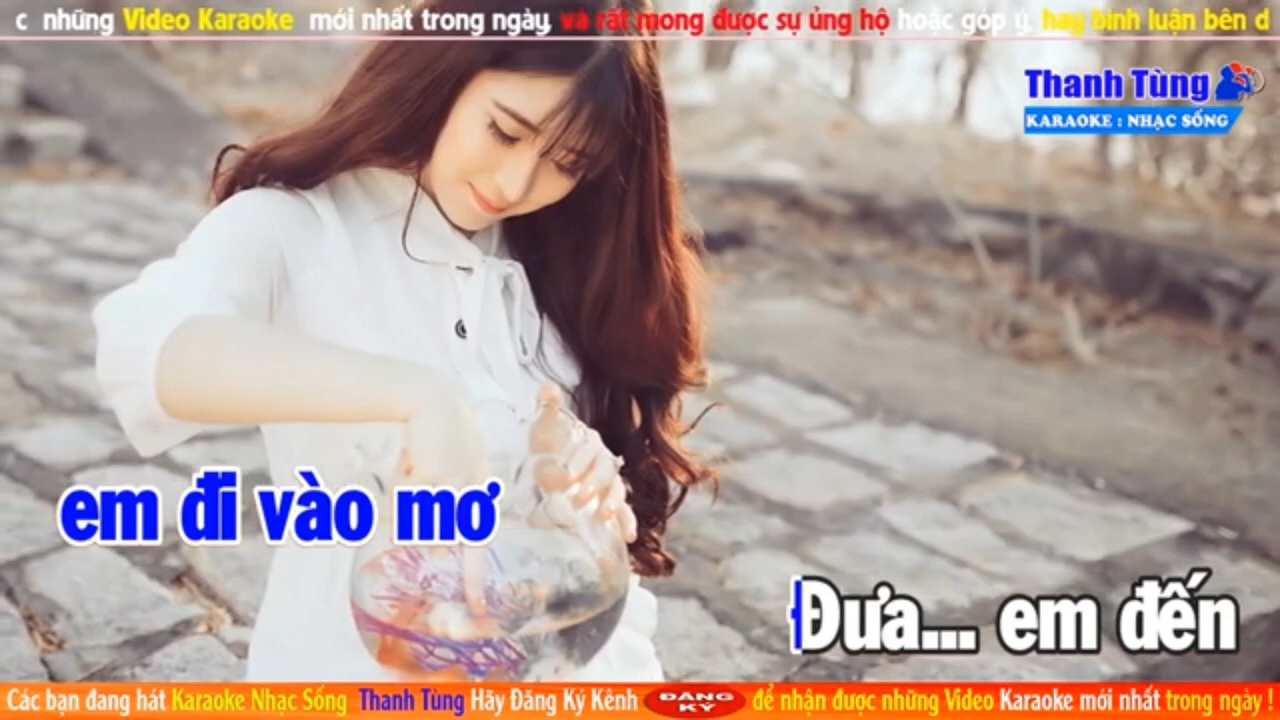 c những Video Karaoke mới nhất trong ngày, và rất mong được sự ủng hộ hoặc góp ý, hay bình luận bên d
Thanh Tùng
KARAOKE : NHẠC SỐNG
em đi vào mơ
Đưa... em đến
Các bạn đang hát Karaoke Nhạc Sống Thanh Tùng Hãy Đăng Ký Kênh ĐĂNG KÝ để nhận được những Video Karaoke mới nhất trong ngày !